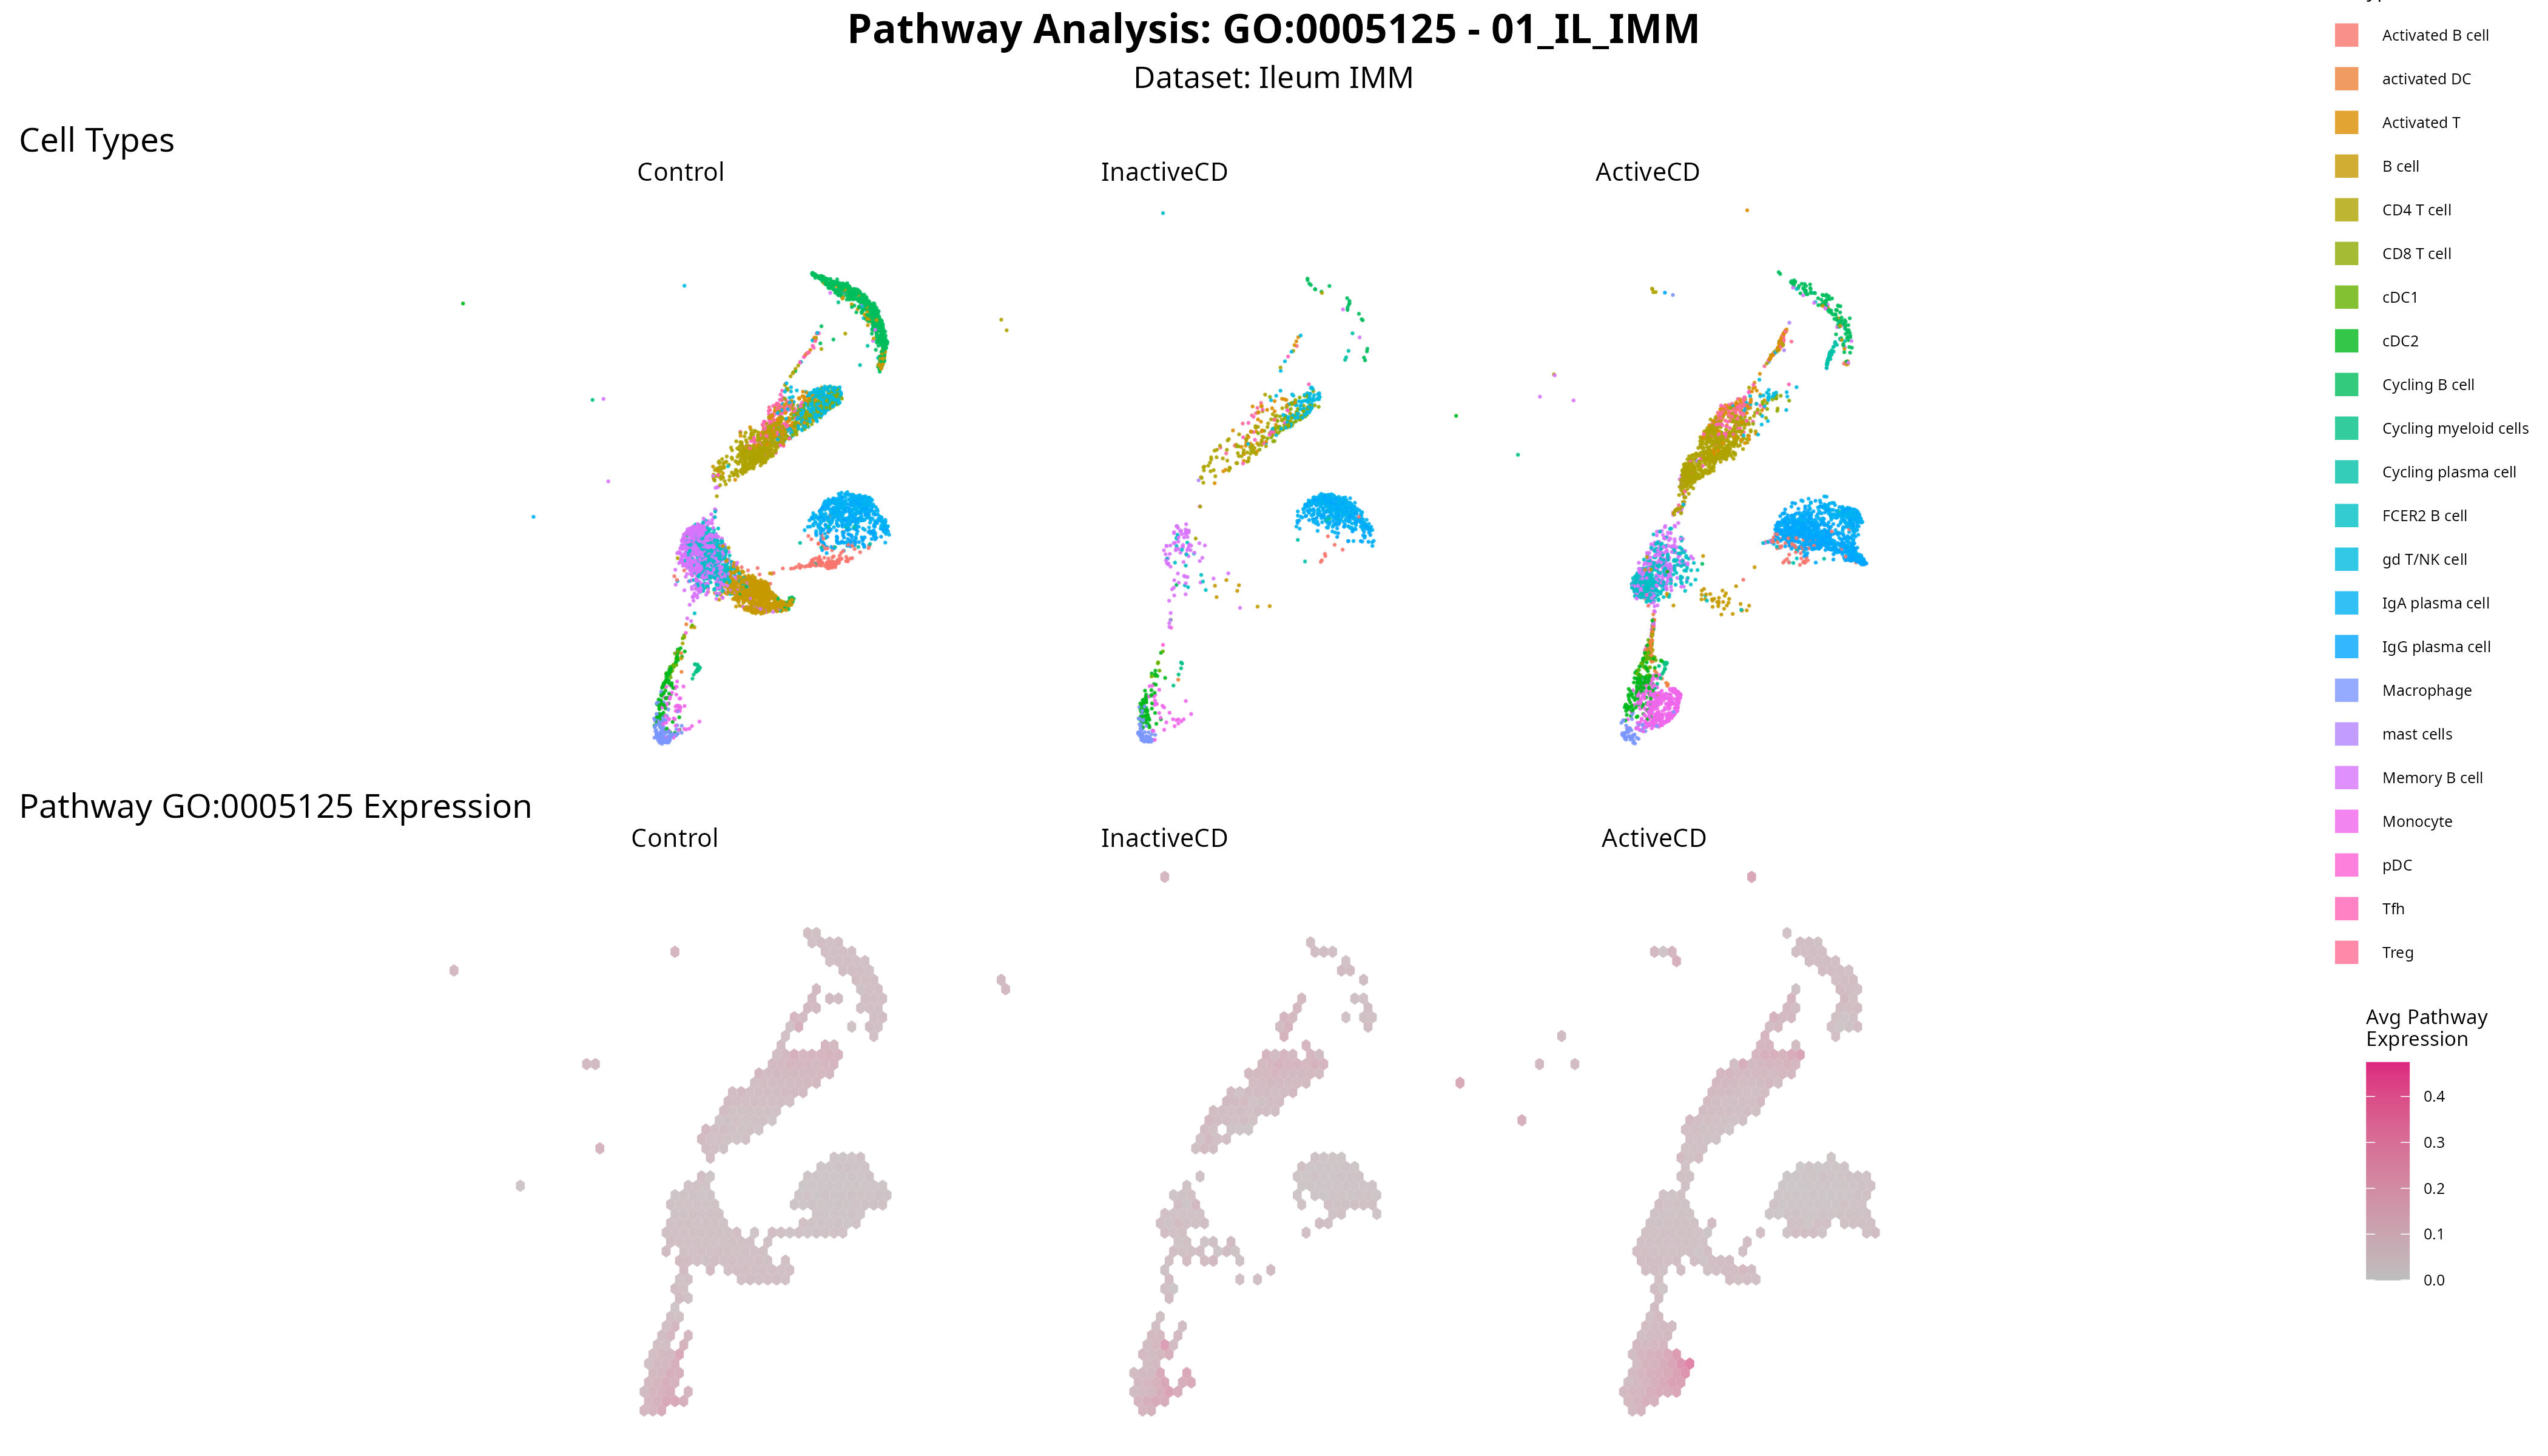 Pathway Analysis: GO:0005125 - 01_IL_IMM
Dataset: Ileum IMM
Cell Types
Control
InactiveCD
ActiveCD
Pathway GO:0005125 Expression
Control
InactiveCD
ActiveCD
Activated B cell
activated DC
Activated T
B cell
CD4 T cell
CD8 T cell
cDC1
cDC2
Cycling B cell
Cycling myeloid cells
Cycling plasma cell
FCER2 B cell
gd T/NK cell
IgA plasma cell
IgG plasma cell
Macrophage
mast cells
Memory B cell
Monocyte
pDC
Tfh
Treg
Avg Pathway
Expression
0.4
0.3
0.2
0.1
0.0